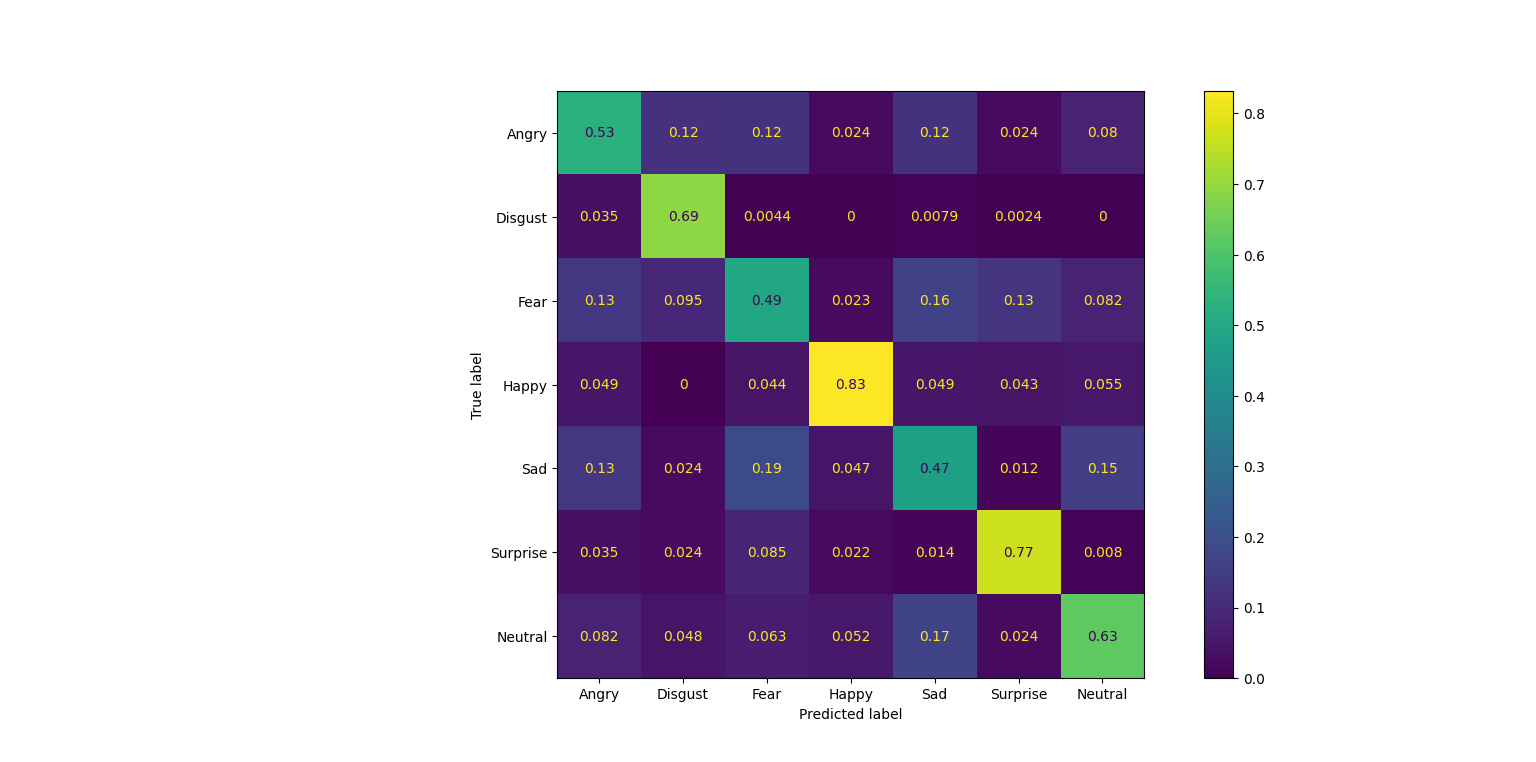 Angry 0.53 0.12 0.12 0.024 0.12 0.024 0.08
Disgust 0.035 0.69 0.0044 0 0.0079 0.0024 0
Fear 0.13 0.095 0.49 0.023 0.16 0.13 0.082
Happy 0.049 0 0.044 0.83 0.049 0.043 0.055
Sad 0.13 0.024 0.19 0.047 0.47 0.012 0.15
Surprise 0.035 0.024 0.085 0.022 0.014 0.77 0.008
Neutral 0.082 0.048 0.063 0.052 0.17 0.024 0.63
True label
Angry Disgust Fear Happy Sad Surprise Neutral
Predicted label
0.8
0.7
0.6
0.5
0.4
0.3
0.2
0.1
0.0